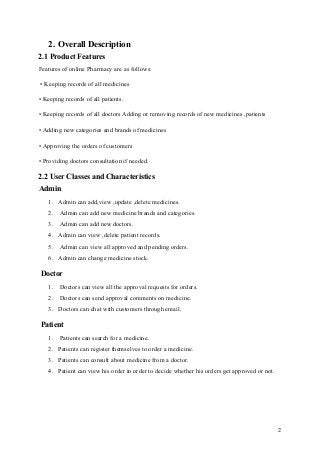 2. Overall Description
2.1 Product Features
Features of online Pharmacy are as follows:
• Keeping records of all medicines
• Keeping records of all patients.
• Keeping records of all doctors Adding or removing records of new medicines ,patients
• Adding new categories and brands of medicines
• Approving the orders of customers
• Providing doctors consultation if needed.
2.2 User Classes and Characteristics
Admin
1. Admin can add,view ,update ,delete medicines.
2. Admin can add new medicine brands and categories.
3. Admin can add new doctors.
4. Admin can view ,delete patient records.
5. Admin can view all approved and pending orders.
6. Admin can change medicine stock.
Doctor
1. Doctors can view all the approval requests for orders.
2. Doctors can send approval comments on medicine.
3. Doctors can chat with customers through email.
Patient
1. Patients can search for a medicine.
2. Patients can register themselves to order a medicine.
3. Patients can consult about medicine from a doctor.
4. Patient can view his order in order to decide whether his orders get approved or not.
2